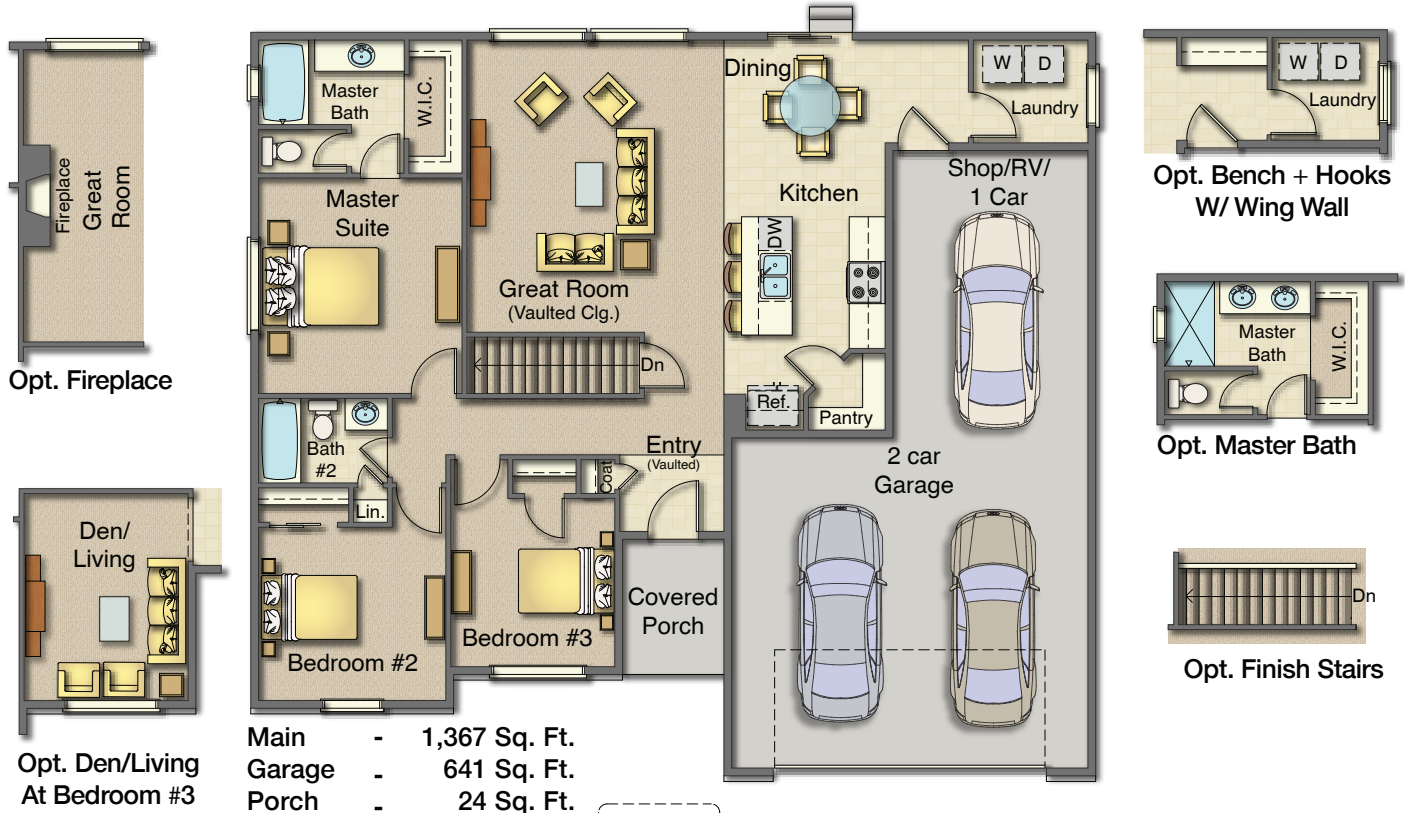 Fireplace
Great
Room
Opt. Fireplace
Den/
Living
Opt. Den/Living
At Bedroom #3
Master
Bath
W.I.C.
Master
Suite
Great Room
(Vaulted Clg.)
Dn
Bath
#2
Lin.
Bedroom #2
Bedroom #3
Coat
Entry
(Vaulted)
Covered
Porch
Dining
Kitchen
DW
Ref.
Pantry
W D
Laundry
Shop/RV/
1 Car
2 car
Garage
Main - 1,367 Sq. Ft.
Garage - 641 Sq. Ft.
Porch - 24 Sq. Ft.
W D
Laundry
Opt. Bench + Hooks
W/ Wing Wall
Master
Bath
W.I.C.
Opt. Master Bath
Dn
Opt. Finish Stairs